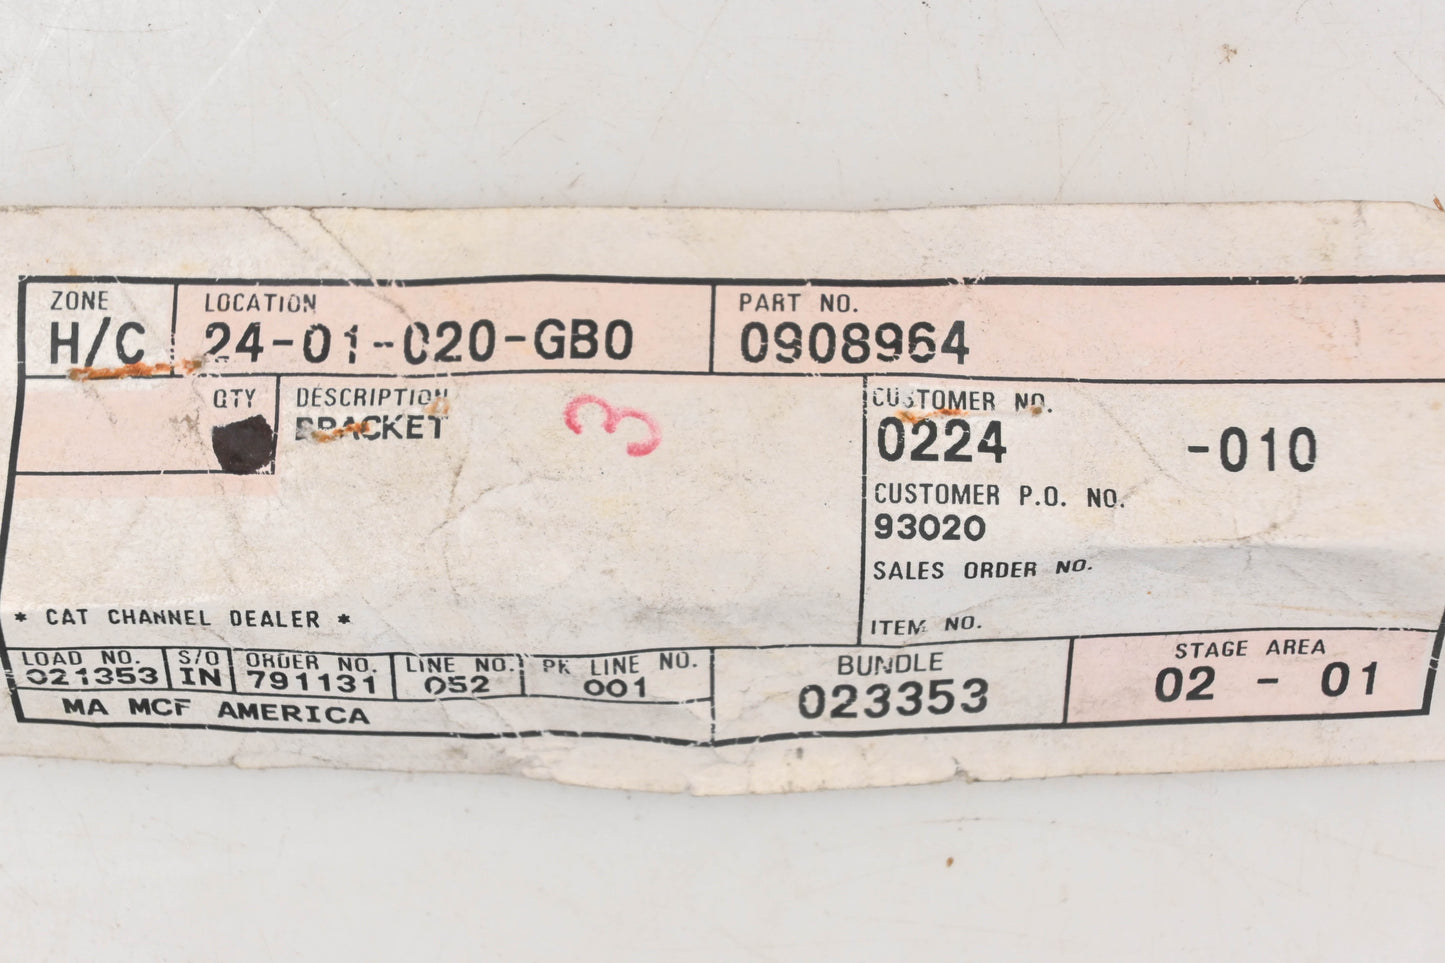 ZONE LOCATION PART NO.
H/C 24-01-020-GB0 0908964
QTY DESCRIPTION CUSTOMER NO.
BRACKET 3 0224 -010
CUSTOMER P.O. NO.
93020
SALES ORDER NO.
* CAT CHANNEL DEALER * ITEM NO.
LOAD NO. S/O ORDER NO. LINE NO. PK LINE NO. BUNDLE STAGE AREA
021353 IN 791131 052 001 023353 02 - 01
MA MCF AMERICA